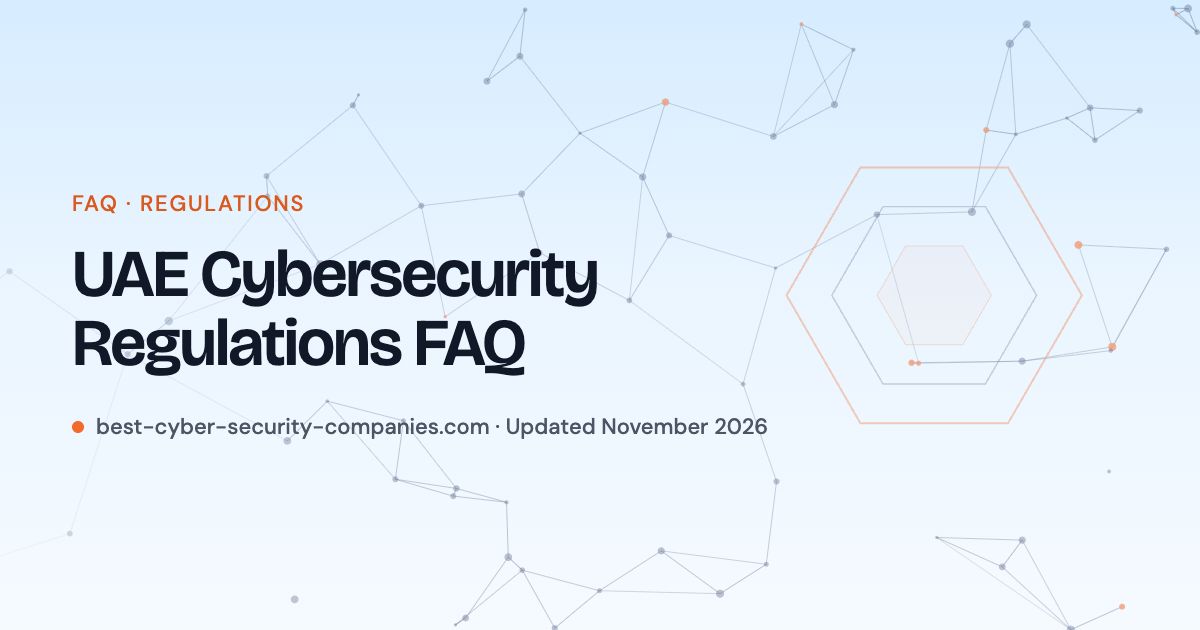 FAQ · REGULATIONS
UAE Cybersecurity
Regulations FAQ
best-cyber-security-companies.com · Updated November 2026